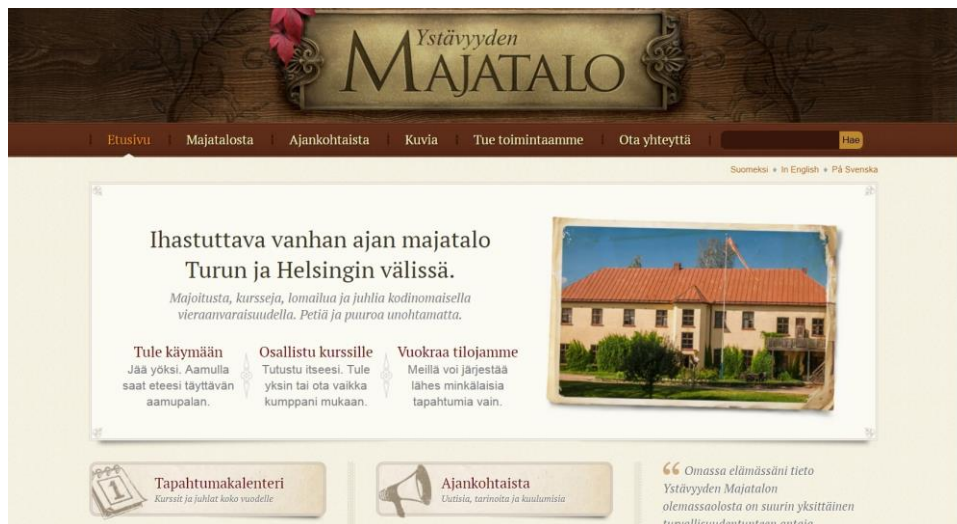 Ystävyyden
MAJATALO
Etusivu Majatalosta Ajankohtaista Kuvia Tue toimintaamme Ota yhteyttä Hae
Suomeksi • In English • På Svenska
Ihastuttava vanhan ajan majatalo
Turun ja Helsingin välissä.
Majoitusta, kursseja, lomailua ja juhlia kodinomaisella
vieraanvaraisuudella. Petiä ja puuroa unohtamatta.
Tule käymään
Jää yöksi. Aamulla
saat eteesi täyttävän
aamupalan.
Osallistu kurssille
Tutustu itseesi. Tule
yksin tai ota vaikka
kumppani mukaan.
Vuokraa tilojamme
Meillä voi järjestää
lähes minkälaisia
tapahtumia vain.
1
Tapahtumakalenteri
Kurssit ja juhlat koko vuodelle
Ajankohtaista
Uutisia, tarinoita ja kuulumisia
“ Omassa elämässäni tieto
Ystävyyden Majatalon
olemassaolosta on suurin yksittäinen
turvallisuudentunteen antaja